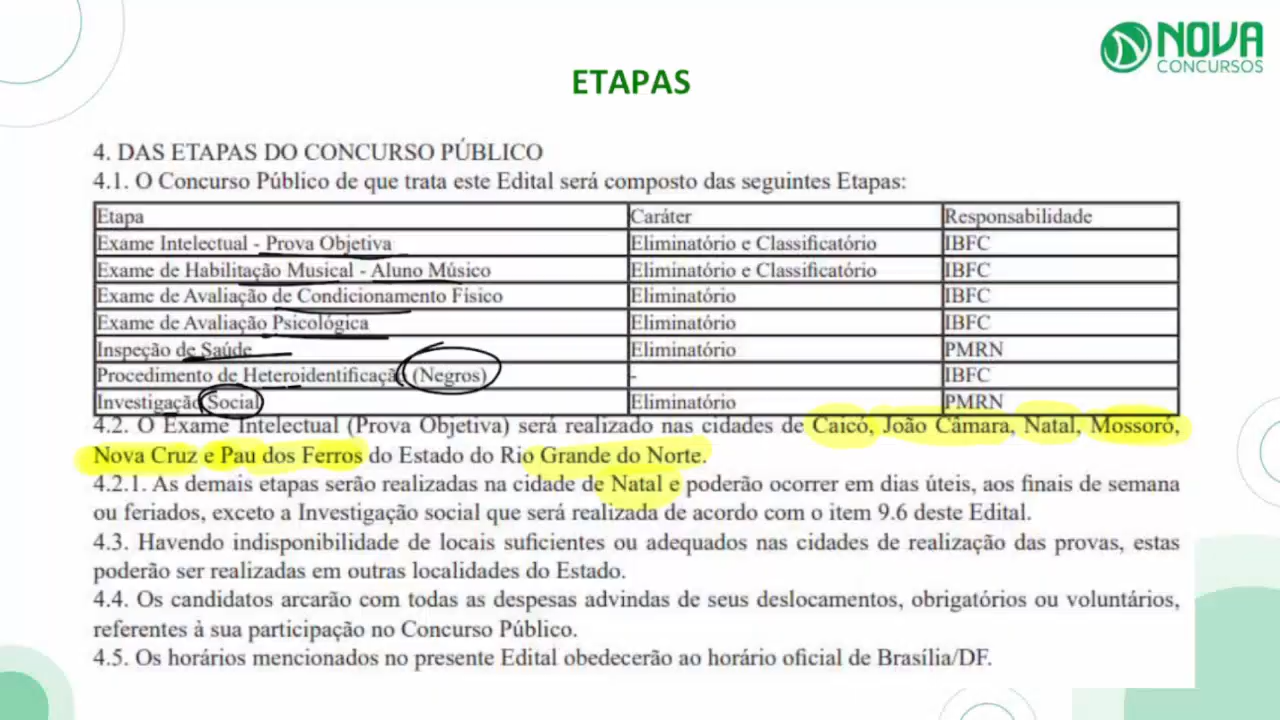 NOVA
CONCURSOS
ETAPAS
4. DAS ETAPAS DO CONCURSO PÚBLICO
4.1. O Concurso Público de que trata este Edital será composto das seguintes Etapas:
Etapa Caráter Responsabilidade
Exame Intelectual - Prova Objetiva Eliminatório e Classificatório IBFC
Exame de Habilitação Musical - Aluno Músico Eliminatório e Classificatório IBFC
Exame de Avaliação de Condicionamento Físico Eliminatório IBFC
Exame de Avaliação Psicológica Eliminatório IBFC
Inspeção de Saúde Eliminatório PMRN
Procedimento de Heteroidentificação (Negros) - IBFC
Investigação Social Eliminatório PMRN
4.2. O Exame Intelectual (Prova Objetiva) será realizado nas cidades de Caicó, João Câmara, Natal, Mossoró,
Nova Cruz e Pau dos Ferros do Estado do Rio Grande do Norte.
4.2.1. As demais etapas serão realizadas na cidade de Natal e poderão ocorrer em dias úteis, aos finais de semana
ou feriados, exceto a Investigação social que será realizada de acordo com o item 9.6 deste Edital.
4.3. Havendo indisponibilidade de locais suficientes ou adequados nas cidades de realização das provas, estas
poderão ser realizadas em outras localidades do Estado.
4.4. Os candidatos arcarão com todas as despesas advindas de seus deslocamentos, obrigatórios ou voluntários,
referentes à sua participação no Concurso Público.
4.5. Os horários mencionados no presente Edital obedecerão ao horário oficial de Brasília/DF.